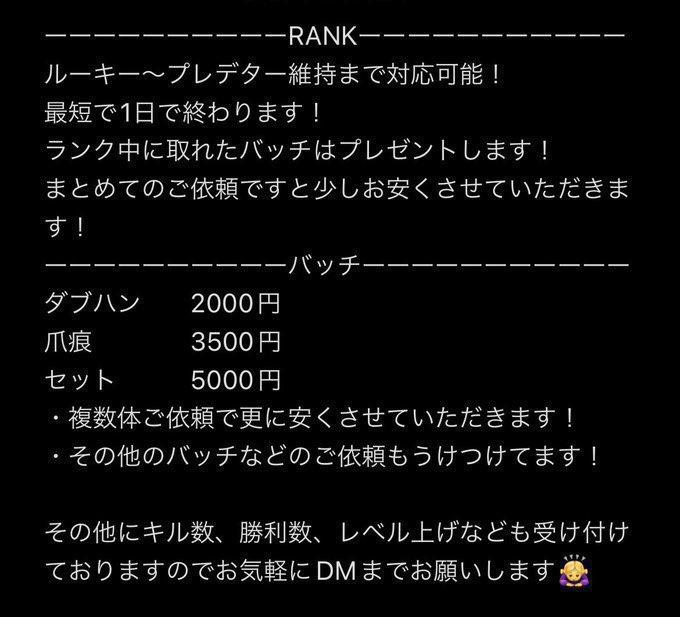 ーーーーーーーーーーRANKーーーーーーーーーーー
ルーキー〜プレデター維持まで対応可能！
最短で1日で終わります！
ランク中に取れたバッチはプレゼントします！
まとめてのご依頼ですと少しお安くさせていただきま
す！
ーーーーーーーーーーバッチーーーーーーーーーーー
ダブハン 2000円
爪痕 3500円
セット 5000円
・複数体ご依頼で更に安くさせていただきます！
・その他のバッチなどのご依頼もうけつけてます！
その他にキル数、勝利数、レベル上げなども受け付け
ておりますのでお気軽にDMまでお願いします🙇‍♀️